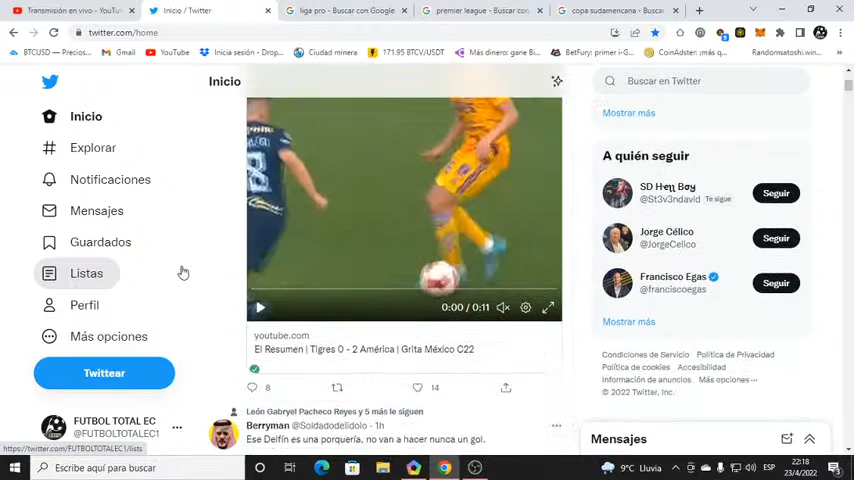 Transmisión en vivo - YouTu
Inicio / Twitter
liga pro - Buscar con Google
premier league - Buscar con
copa sudamericana - Buscar
twitter.com/home
BTCUSD — Precios...
Gmail
YouTube
Inicio sesión - Drop...
Cloud mining
171.95 BTCV/USDT
Más dinero: gane Bi...
BetFury: primer i-G...
CoinAdster: ¡más q...
Randomsatoshi.win...
Inicio
Buscar en Twitter
Inicio
Explorar
Notificaciones
Mensajes
Guardados
Listas
Perfil
Más opciones
Twittear
FUTBOL TOTAL EC
@FUTBOLTOTALEC1
https://twitter.com/FUTBOLTOTALEC1/lists
8
0:00 / 0:11
youtube.com
El Resumen | Tigres 0 - 2 América | Grita México C22
8
14
León Gabryel Pacheco Reyes y 5 más le siguen
Berryman @Soldadodelidolo · 1h
Ese Delfín es una porquería, no van a hacer nunca un gol.
Mostrar más
A quién seguir
SD Hell Boy
@St3v3ndavid Te sigue
Seguir
Jorge Célico
@JorgeCelico
Seguir
Francisco Egas
@franciscoegas
Seguir
Mostrar más
Condiciones de Servicio Política de Privacidad
Política de cookies Accesibilidad
Información de anuncios Más opciones ···
© 2022 Twitter, Inc.
Mensajes
Escribe aquí para buscar
9°C Lluvia
ESP
22:18
23/4/2022
3